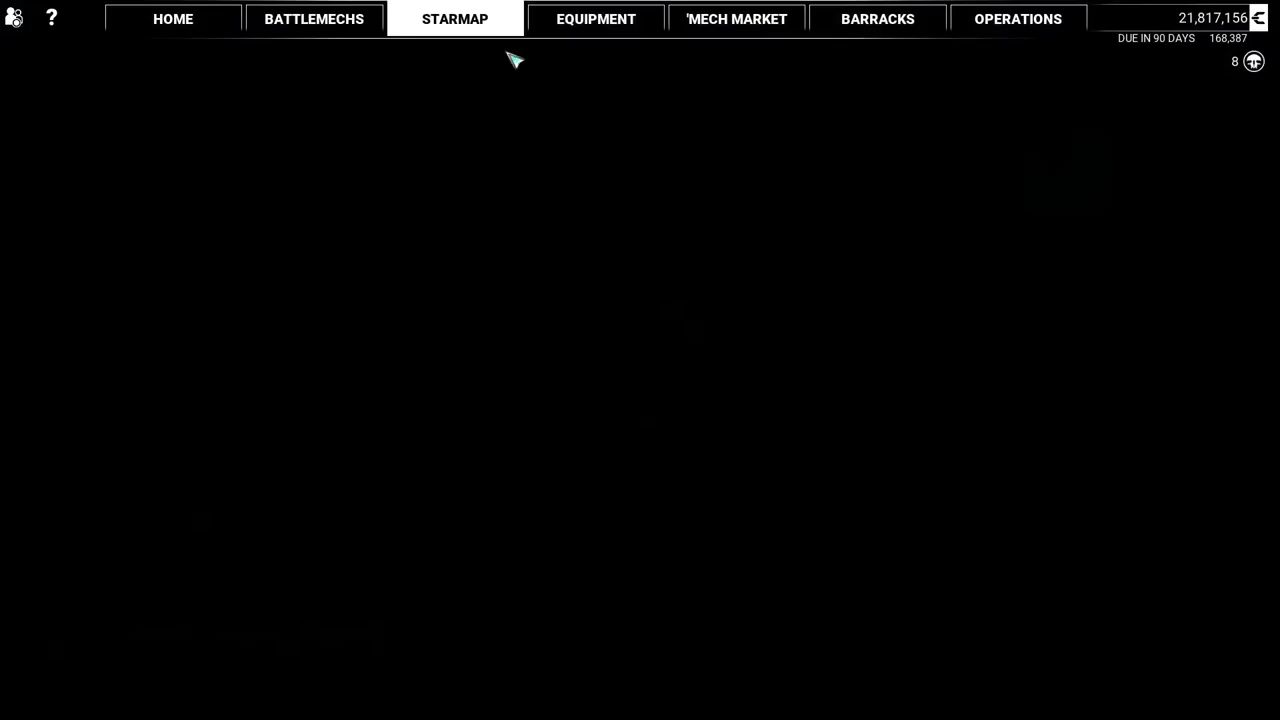 ?
HOME
BATTLEMECHS
STARMAP
EQUIPMENT
'MECH MARKET
BARRACKS
OPERATIONS
21,817,156
DUE IN 90 DAYS 168,387
8